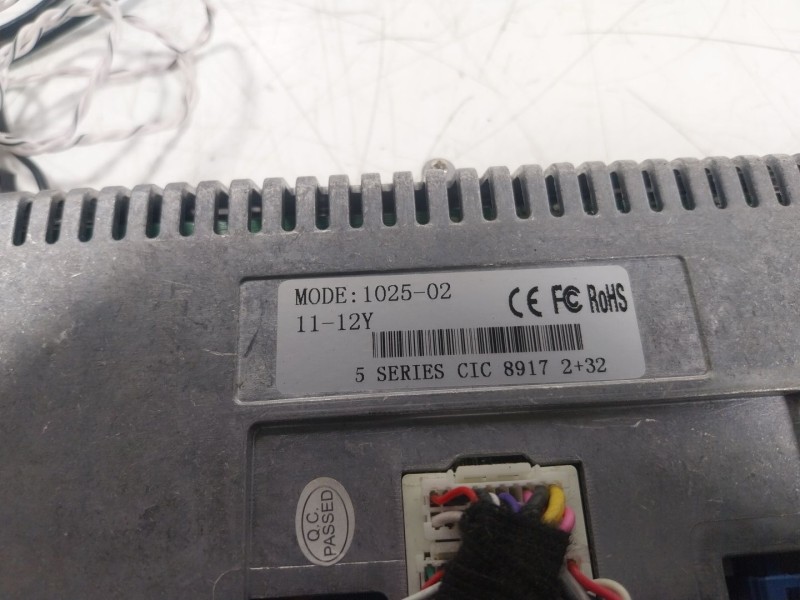 MODE:1025-02
CE FC RoHS
11-12Y
5 SERIES CIC 8917 2+32
Q.C.
PASSED